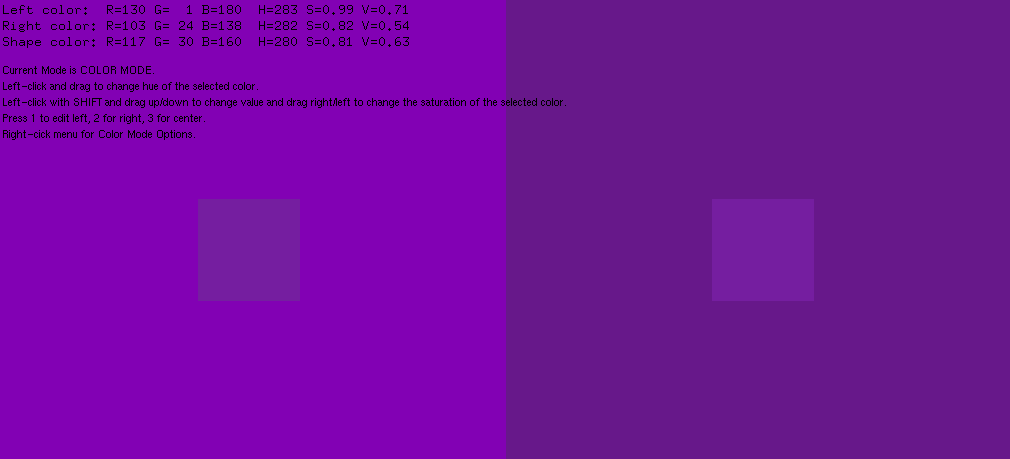 Left color: R=130 G= 1 B=180 H=283 S=0.99 V=0.71
Right color: R=103 G= 24 B=138 H=282 S=0.82 V=0.54
Shape color: R=117 G= 30 B=160 H=280 S=0.81 V=0.63
Current Mode is COLOR MODE.
Left-click and drag to change hue of the selected color.
Left-click with SHIFT and drag up/down to change value and drag right/left to change the saturation of the selected color.
Press 1 to edit left, 2 for right, 3 for center.
Right-cick menu for Color Mode Options.